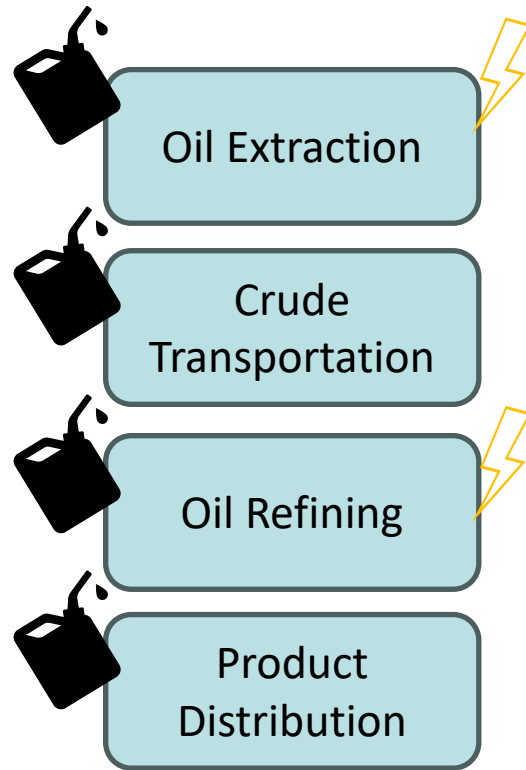 Oil Extraction
Crude
Transportation
Oil Refining
Product
Distribution